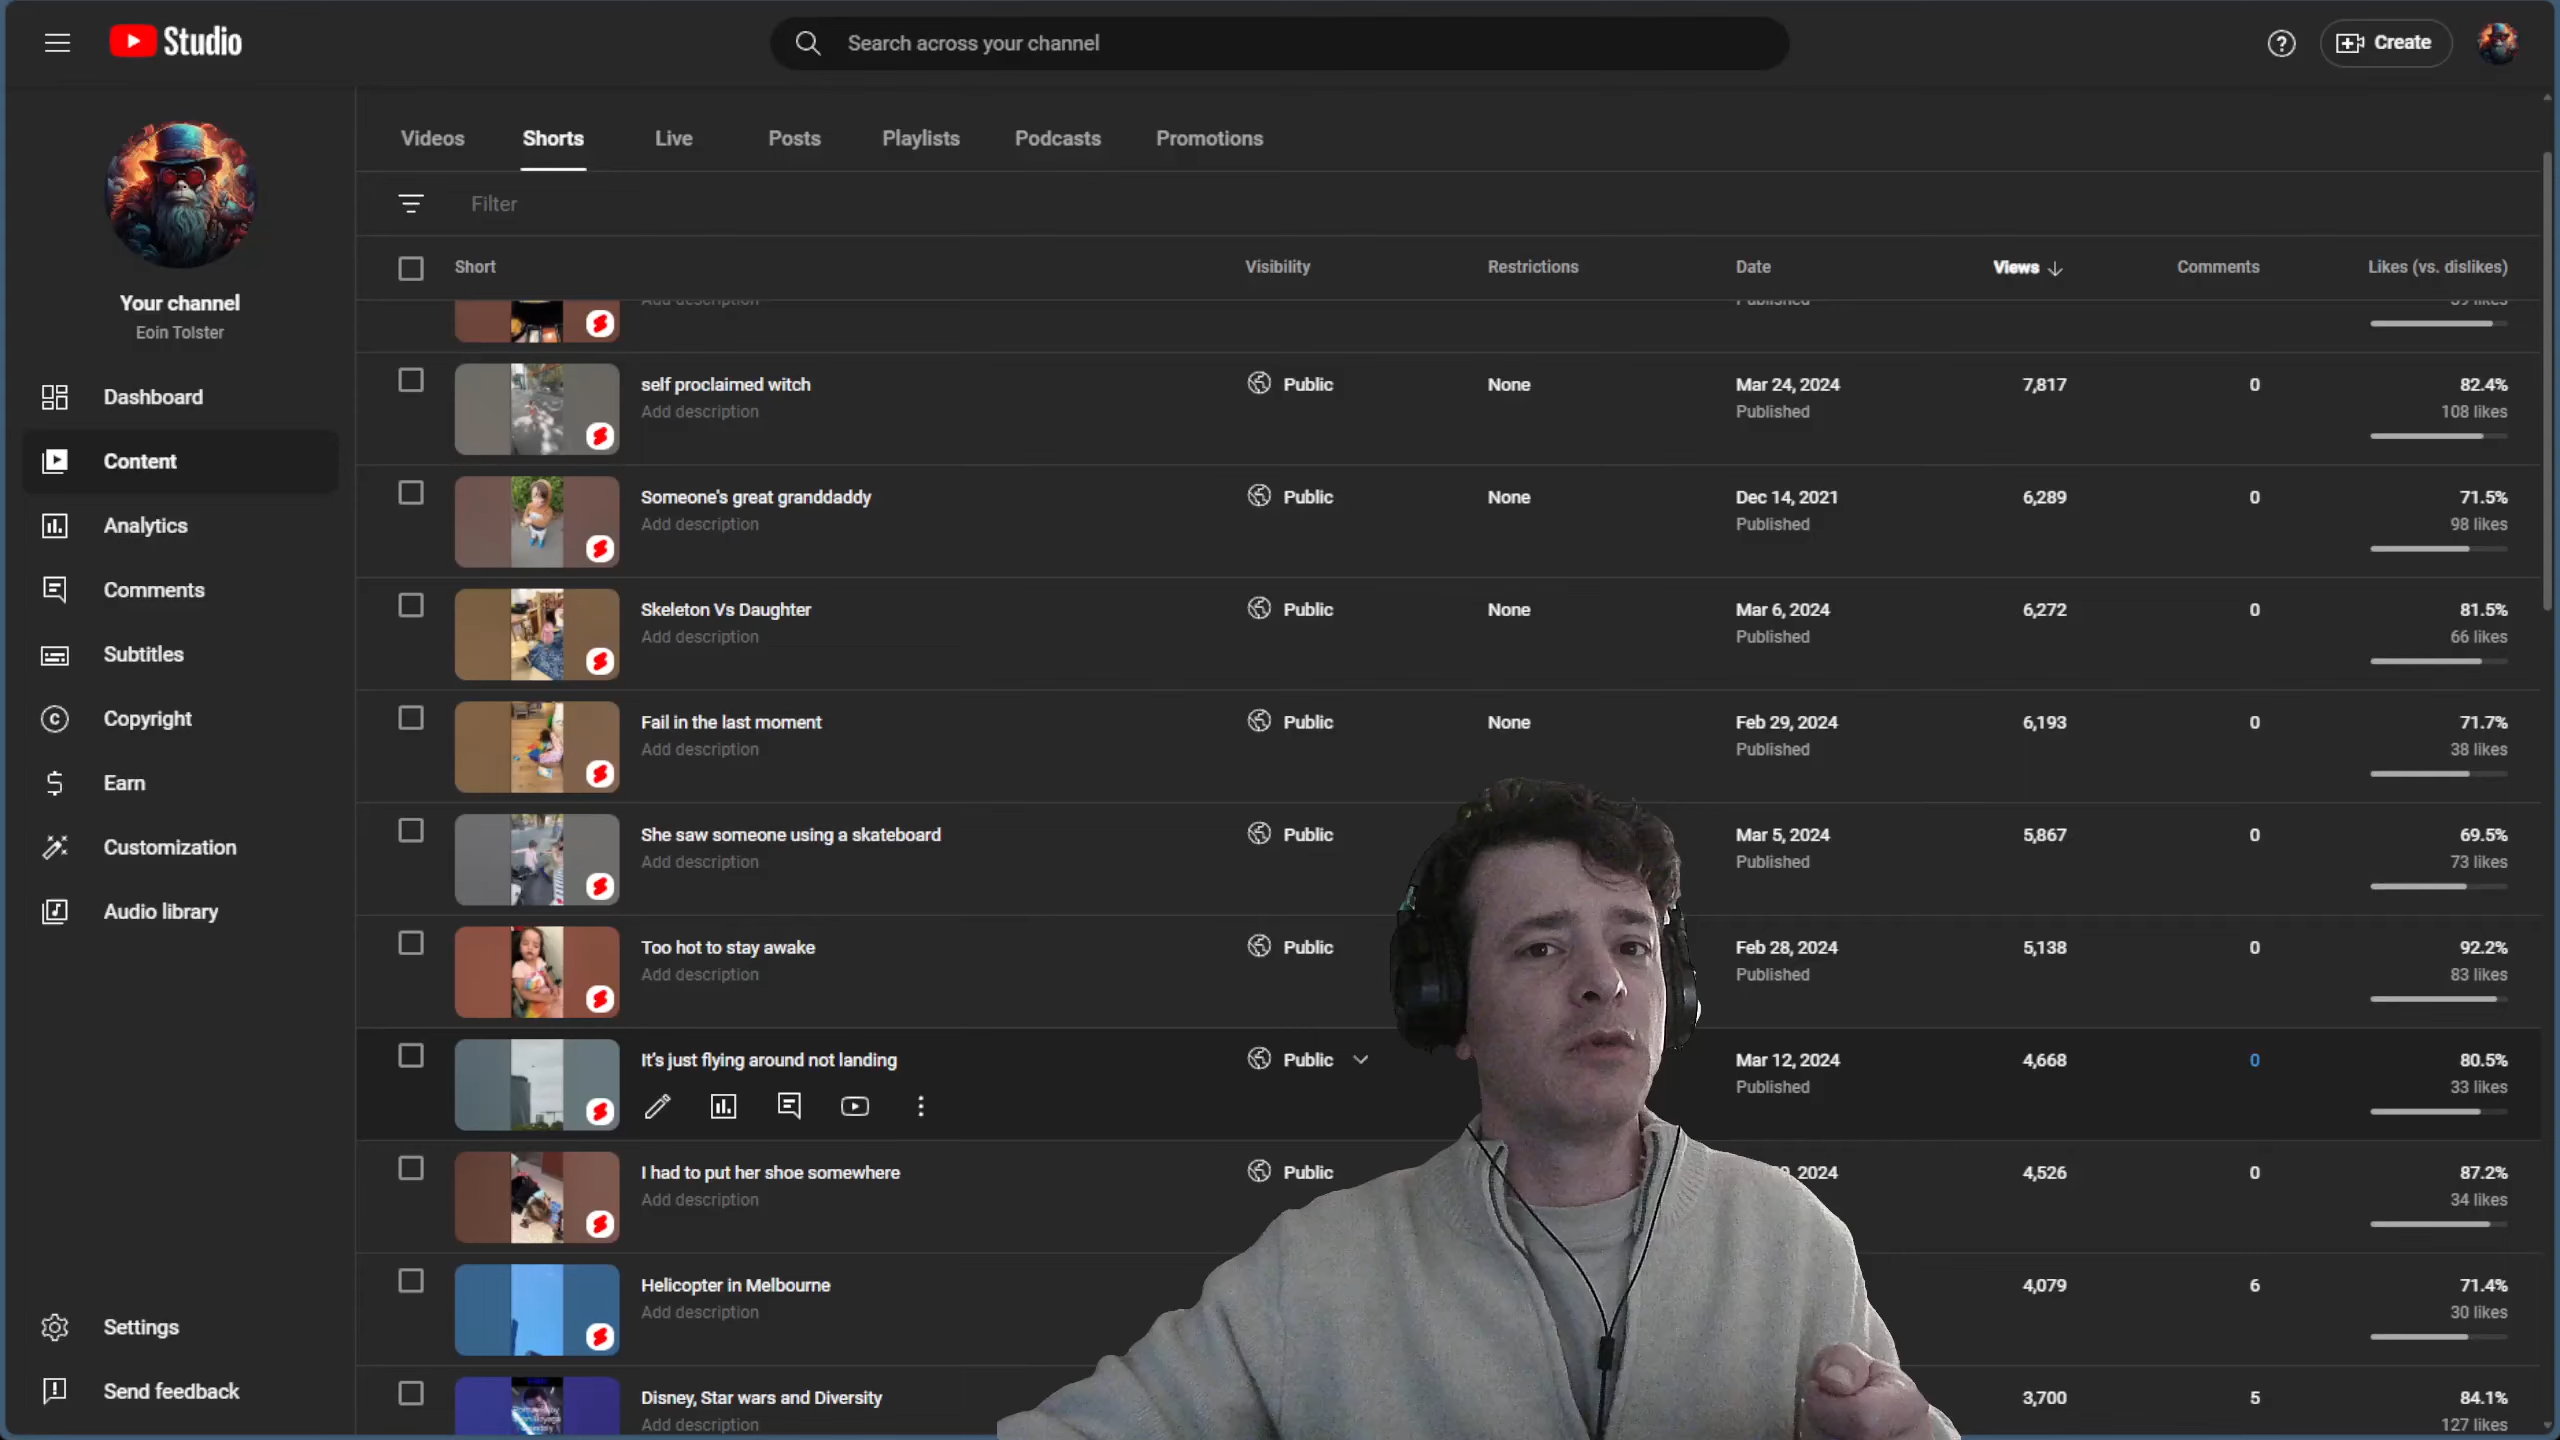 Studio
Search across your channel
Create
Your channel
Eoin Tolster
Dashboard
Content
Analytics
Comments
Subtitles
Copyright
Earn
Customization
Audio library
Settings
Send feedback
Videos Shorts Live Posts Playlists Podcasts Promotions
Filter
Short Visibility Restrictions Date Views Comments Likes (vs. dislikes)
Add description Published 39 likes
self proclaimed witch Public None Mar 24, 2024 7,817 0 82.4%
Add description Published 108 likes
Someone's great granddaddy Public None Dec 14, 2021 6,289 0 71.5%
Add description Published 98 likes
Skeleton Vs Daughter Public None Mar 6, 2024 6,272 0 81.5%
Add description Published 66 likes
Fail in the last moment Public None Feb 29, 2024 6,193 0 71.7%
Add description Published 38 likes
She saw someone using a skateboard Public Mar 5, 2024 5,867 0 69.5%
Add description Published 73 likes
Too hot to stay awake Public Feb 28, 2024 5,138 0 92.2%
Add description Published 83 likes
It's just flying around not landing Public Mar 12, 2024 4,668 0 80.5%
Published 33 likes
I had to put her shoe somewhere Public 2024 4,526 0 87.2%
Add description 34 likes
Helicopter in Melbourne 4,079 6 71.4%
Add description 30 likes
Disney, Star wars and Diversity 3,700 5 84.1%
Add description 127 likes